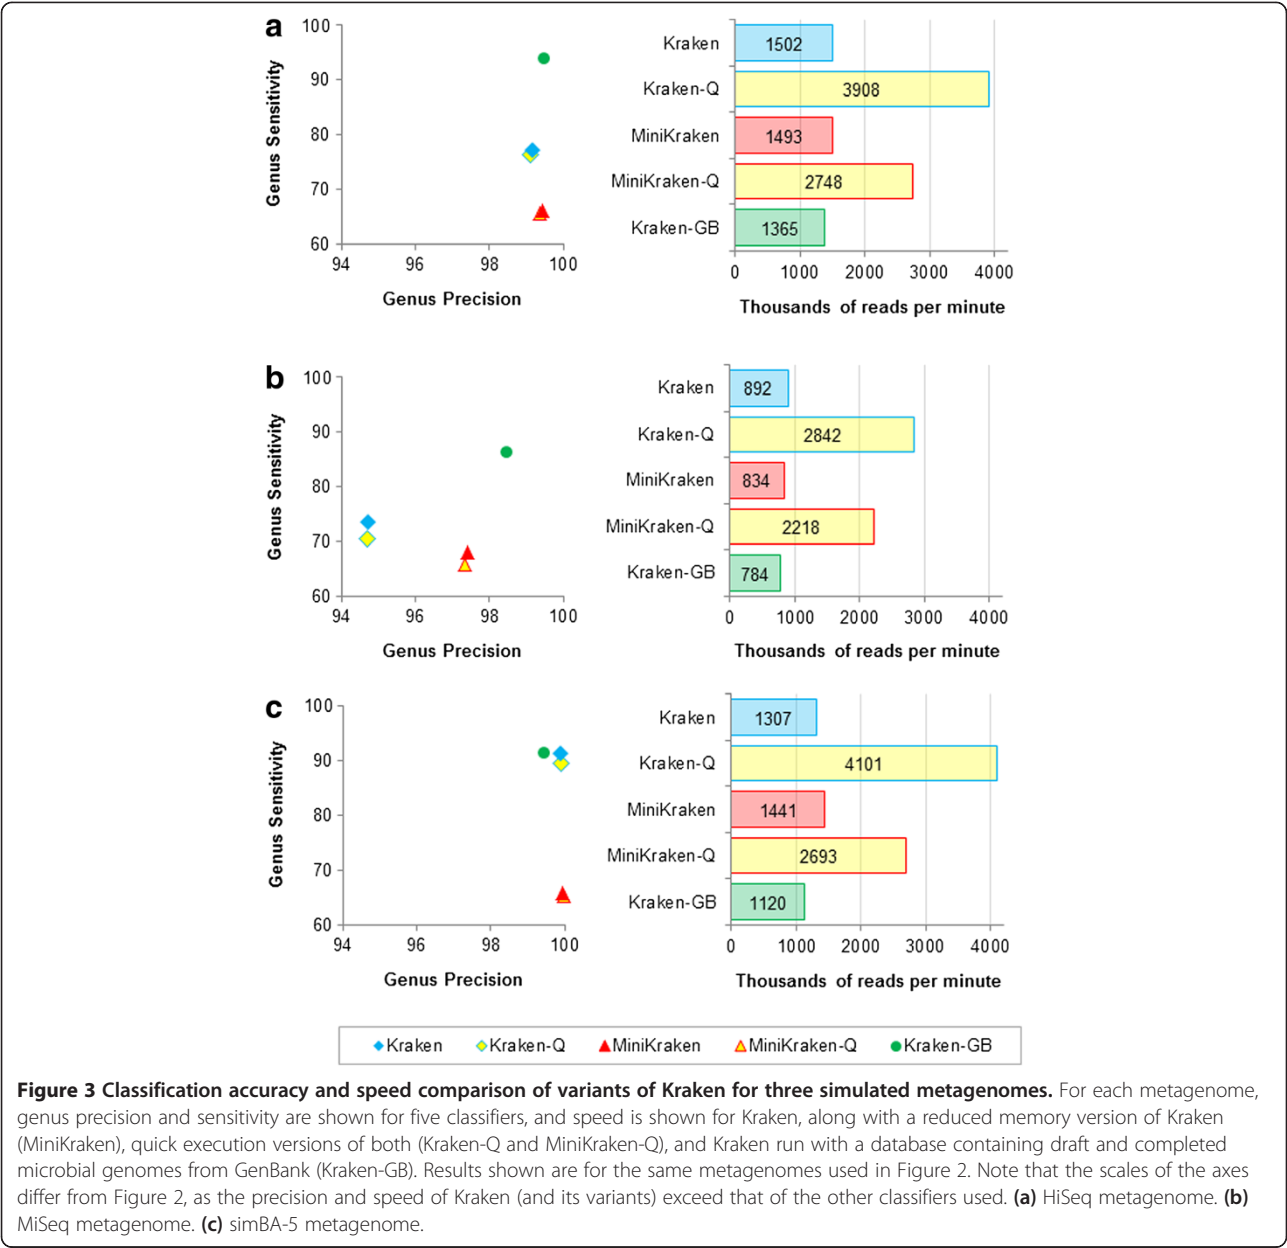 a
100
90
80
70
60
Genus Sensitivity
94 96 98 100
Genus Precision
Kraken 1502
Kraken-Q 3908
MiniKraken 1493
MiniKraken-Q 2748
Kraken-GB 1365
0 1000 2000 3000 4000
Thousands of reads per minute
b
100
90
80
70
60
Genus Sensitivity
94 96 98 100
Genus Precision
Kraken 892
Kraken-Q 2842
MiniKraken 834
MiniKraken-Q 2218
Kraken-GB 784
0 1000 2000 3000 4000
Thousands of reads per minute
c
100
90
80
70
60
Genus Sensitivity
94 96 98 100
Genus Precision
Kraken 1307
Kraken-Q 4101
MiniKraken 1441
MiniKraken-Q 2693
Kraken-GB 1120
0 1000 2000 3000 4000
Thousands of reads per minute
Kraken Kraken-Q MiniKraken MiniKraken-Q Kraken-GB
Figure 3 Classification accuracy and speed comparison of variants of Kraken for three simulated metagenomes. For each metagenome,
genus precision and sensitivity are shown for five classifiers, and speed is shown for Kraken, along with a reduced memory version of Kraken
(MiniKraken), quick execution versions of both (Kraken-Q and MiniKraken-Q), and Kraken run with a database containing draft and completed
microbial genomes from GenBank (Kraken-GB). Results shown are for the same metagenomes used in Figure 2. Note that the scales of the axes
differ from Figure 2, as the precision and speed of Kraken (and its variants) exceed that of the other classifiers used. (a) HiSeq metagenome. (b)
MiSeq metagenome. (c) simBA-5 metagenome.